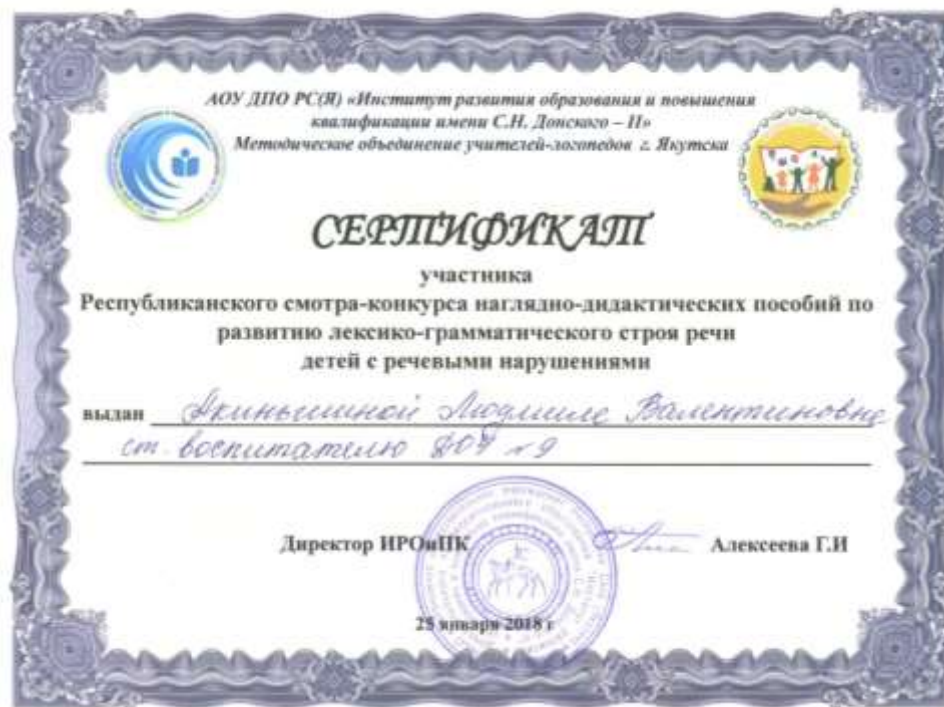 АОУ ДПО РС(Я) «Институт развития образования и повышения
квалификации имени С.Н. Донского – II»
Методическое объединение учителей-логопедов г. Якутска
СЕРТИФИКАТ
участника
Республиканского смотра-конкурса наглядно-дидактических пособий по
развитию лексико-грамматического строя речи
детей с речевыми нарушениями
выдан Акиньшиной Людмиле Валентиновне
ст. воспитателю ДОУ №9
Директор ИРОиПК Алексеева Г.И
25 января 2018 г